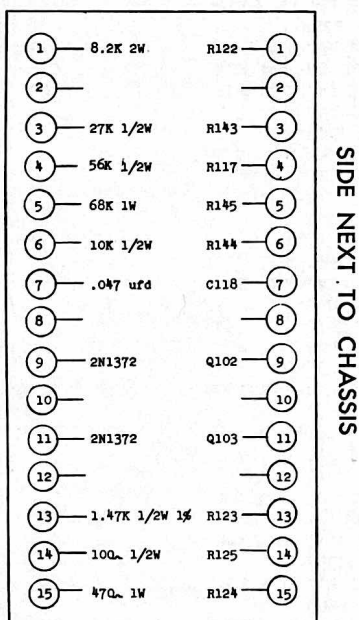 1 8.2K 2W R122 1
2 2
3 27K 1/2W R143 3
4 56K 1/2W R117 4
5 68K 1W R145 5
6 10K 1/2W R144 6
7 .047 ufd C118 7
8 8
9 2N1372 Q102 9
10 10
11 2N1372 Q103 11
12 12
13 1.47K 1/2W 1% R123 13
14 10Ω 1/2W R125 14
15 47Ω 1W R124 15
SIDE NEXT TO CHASSIS